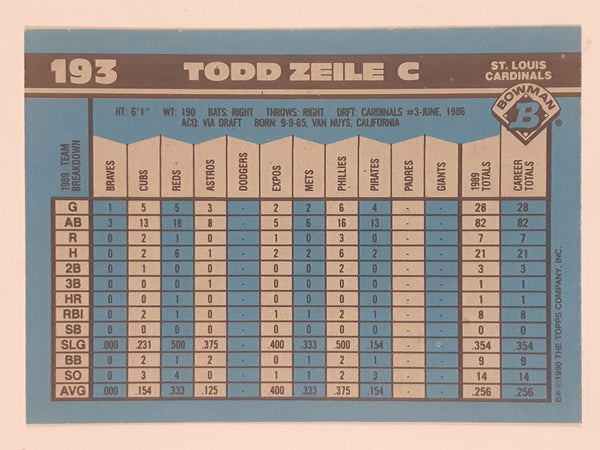 193 TODD ZEILE C ST. LOUIS CARDINALS
HT: 6'1" WT: 190 BATS: RIGHT THROWS: RIGHT DRFT: CARDINALS #3-JUNE, 1986
ACQ: VIA DRAFT BORN: 9-9-65, VAN NUYS, CALIFORNIA
BOWMAN B ®
1989 TEAM BREAKDOWN BRAVES CUBS REDS ASTROS DODGERS EXPOS METS PHILLIES PIRATES PADRES GIANTS 1989 TOTALS CAREER TOTALS
G 1 5 5 3 - 2 2 6 4 - - 28 28
AB 3 13 18 8 - 5 6 16 13 - - 82 82
R 0 2 1 0 - 1 0 3 0 - - 7 7
H 0 2 6 1 - 2 2 6 2 - - 21 21
2B 0 1 0 0 - 0 0 2 0 - - 3 3
3B 0 0 0 1 - 0 0 0 0 - - 1 1
HR 0 0 1 0 - 0 0 0 0 - - 1 1
RBI 0 2 1 0 - 0 2 3 0 - - 8 8
SB 0 0 0 0 - 0 0 0 0 - - 0 0
SLG .000 .231 .500 .375 - .400 .333 .500 .154 - - .354 .354
BB 0 2 1 2 - 0 1 1 2 - - 9 9
SO 0 3 4 0 - 1 1 2 3 - - 14 14
AVG .000 .154 .333 .125 - .400 .333 .375 .154 - - .256 .256
B® © 1990 THE TOPPS COMPANY, INC.